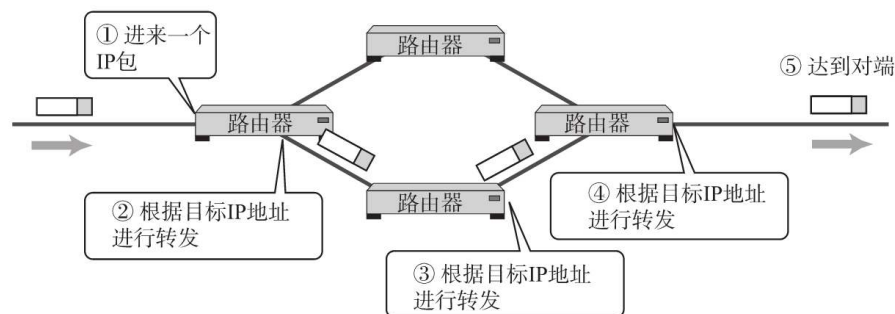 ① 进来一个
IP包
路由器
⑤ 达到对端
路由器
路由器
② 根据目标IP地址
进行转发
路由器
④ 根据目标IP地址
进行转发
③ 根据目标IP地址
进行转发